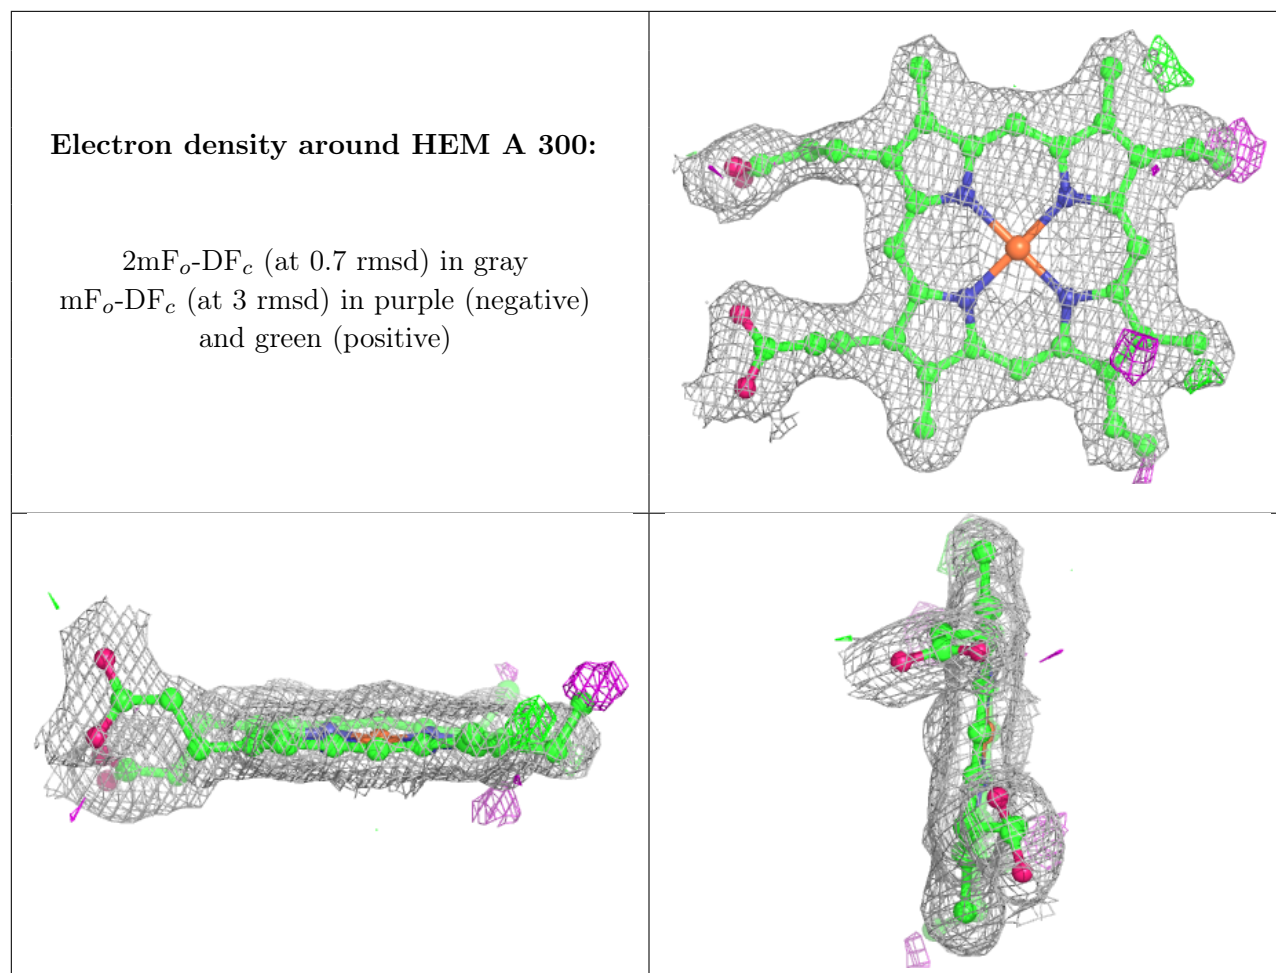 Electron density around HEM A 300:
2mFₒ-DF𝒸 (at 0.7 rmsd) in gray
mFₒ-DF𝒸 (at 3 rmsd) in purple (negative)
and green (positive)